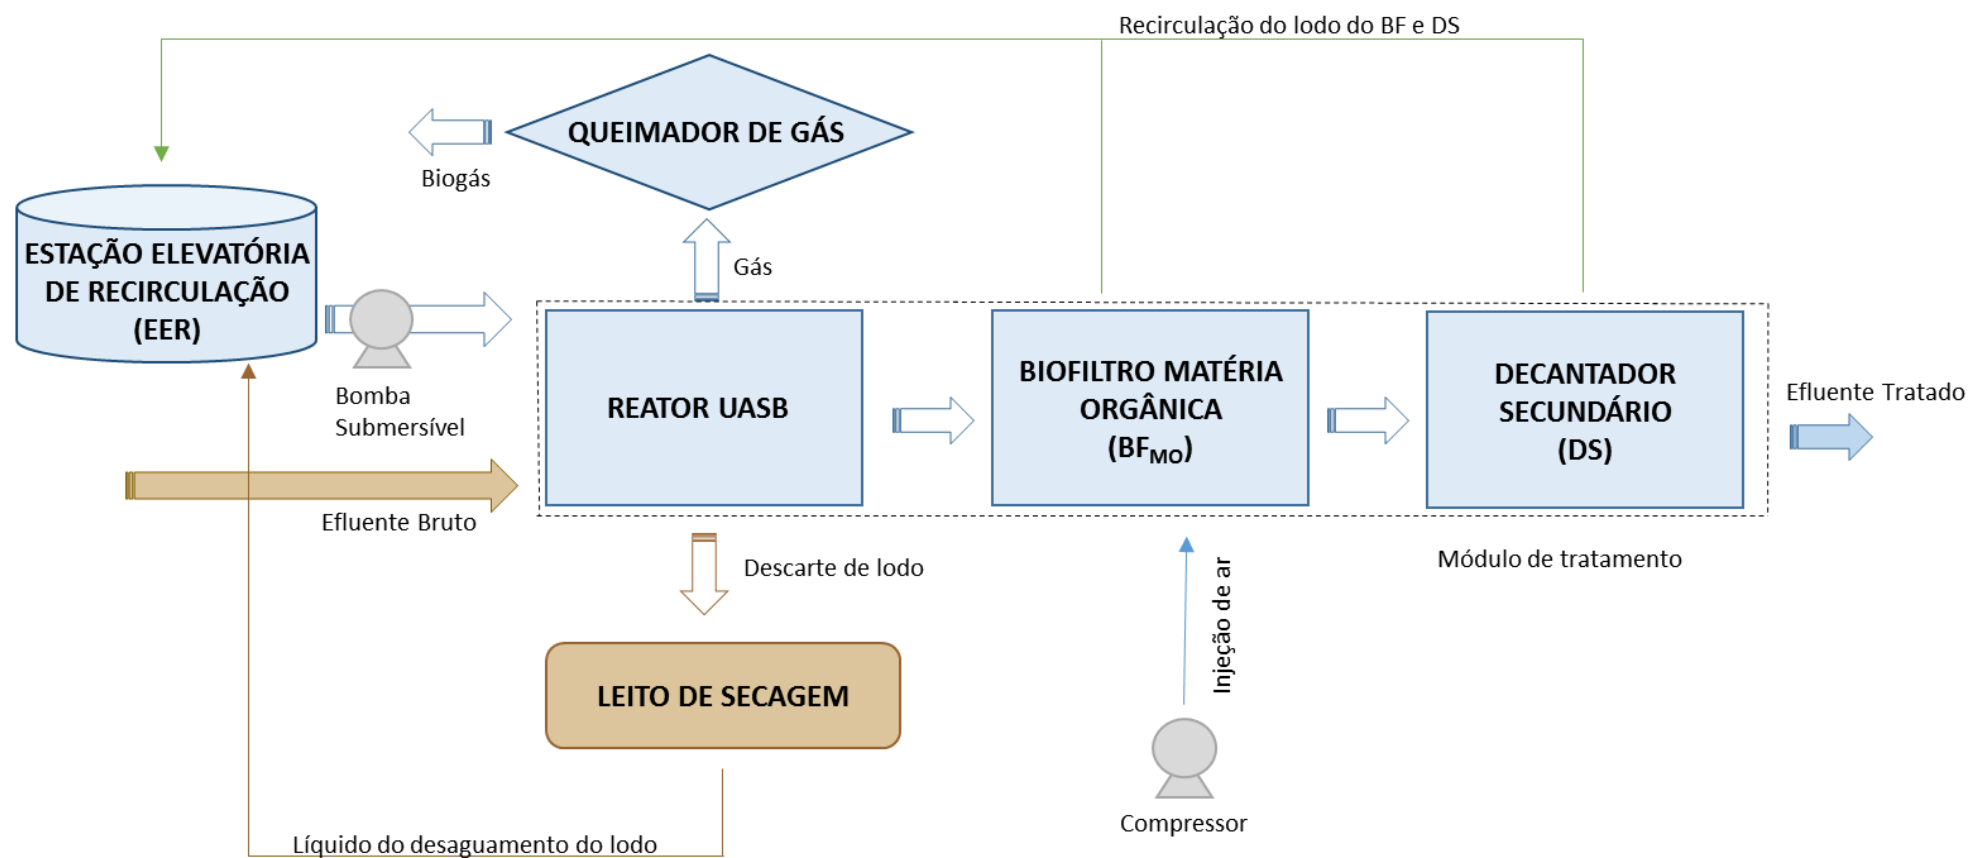 Recirculação do lodo do BF e DS
QUEIMADOR DE GÁS
Biogás
ESTAÇÃO ELEVATÓRIA
DE RECIRCULAÇÃO
(EER)
Gás
Bomba
Submersível
REATOR UASB
BIOFILTRO MATÉRIA
ORGÂNICA
(BFMO)
DECANTADOR
SECUNDÁRIO
(DS)
Efluente Tratado
Efluente Bruto
Descarte de lodo
Injeção de ar
Módulo de tratamento
LEITO DE SECAGEM
Compressor
Líquido do desaguamento do lodo